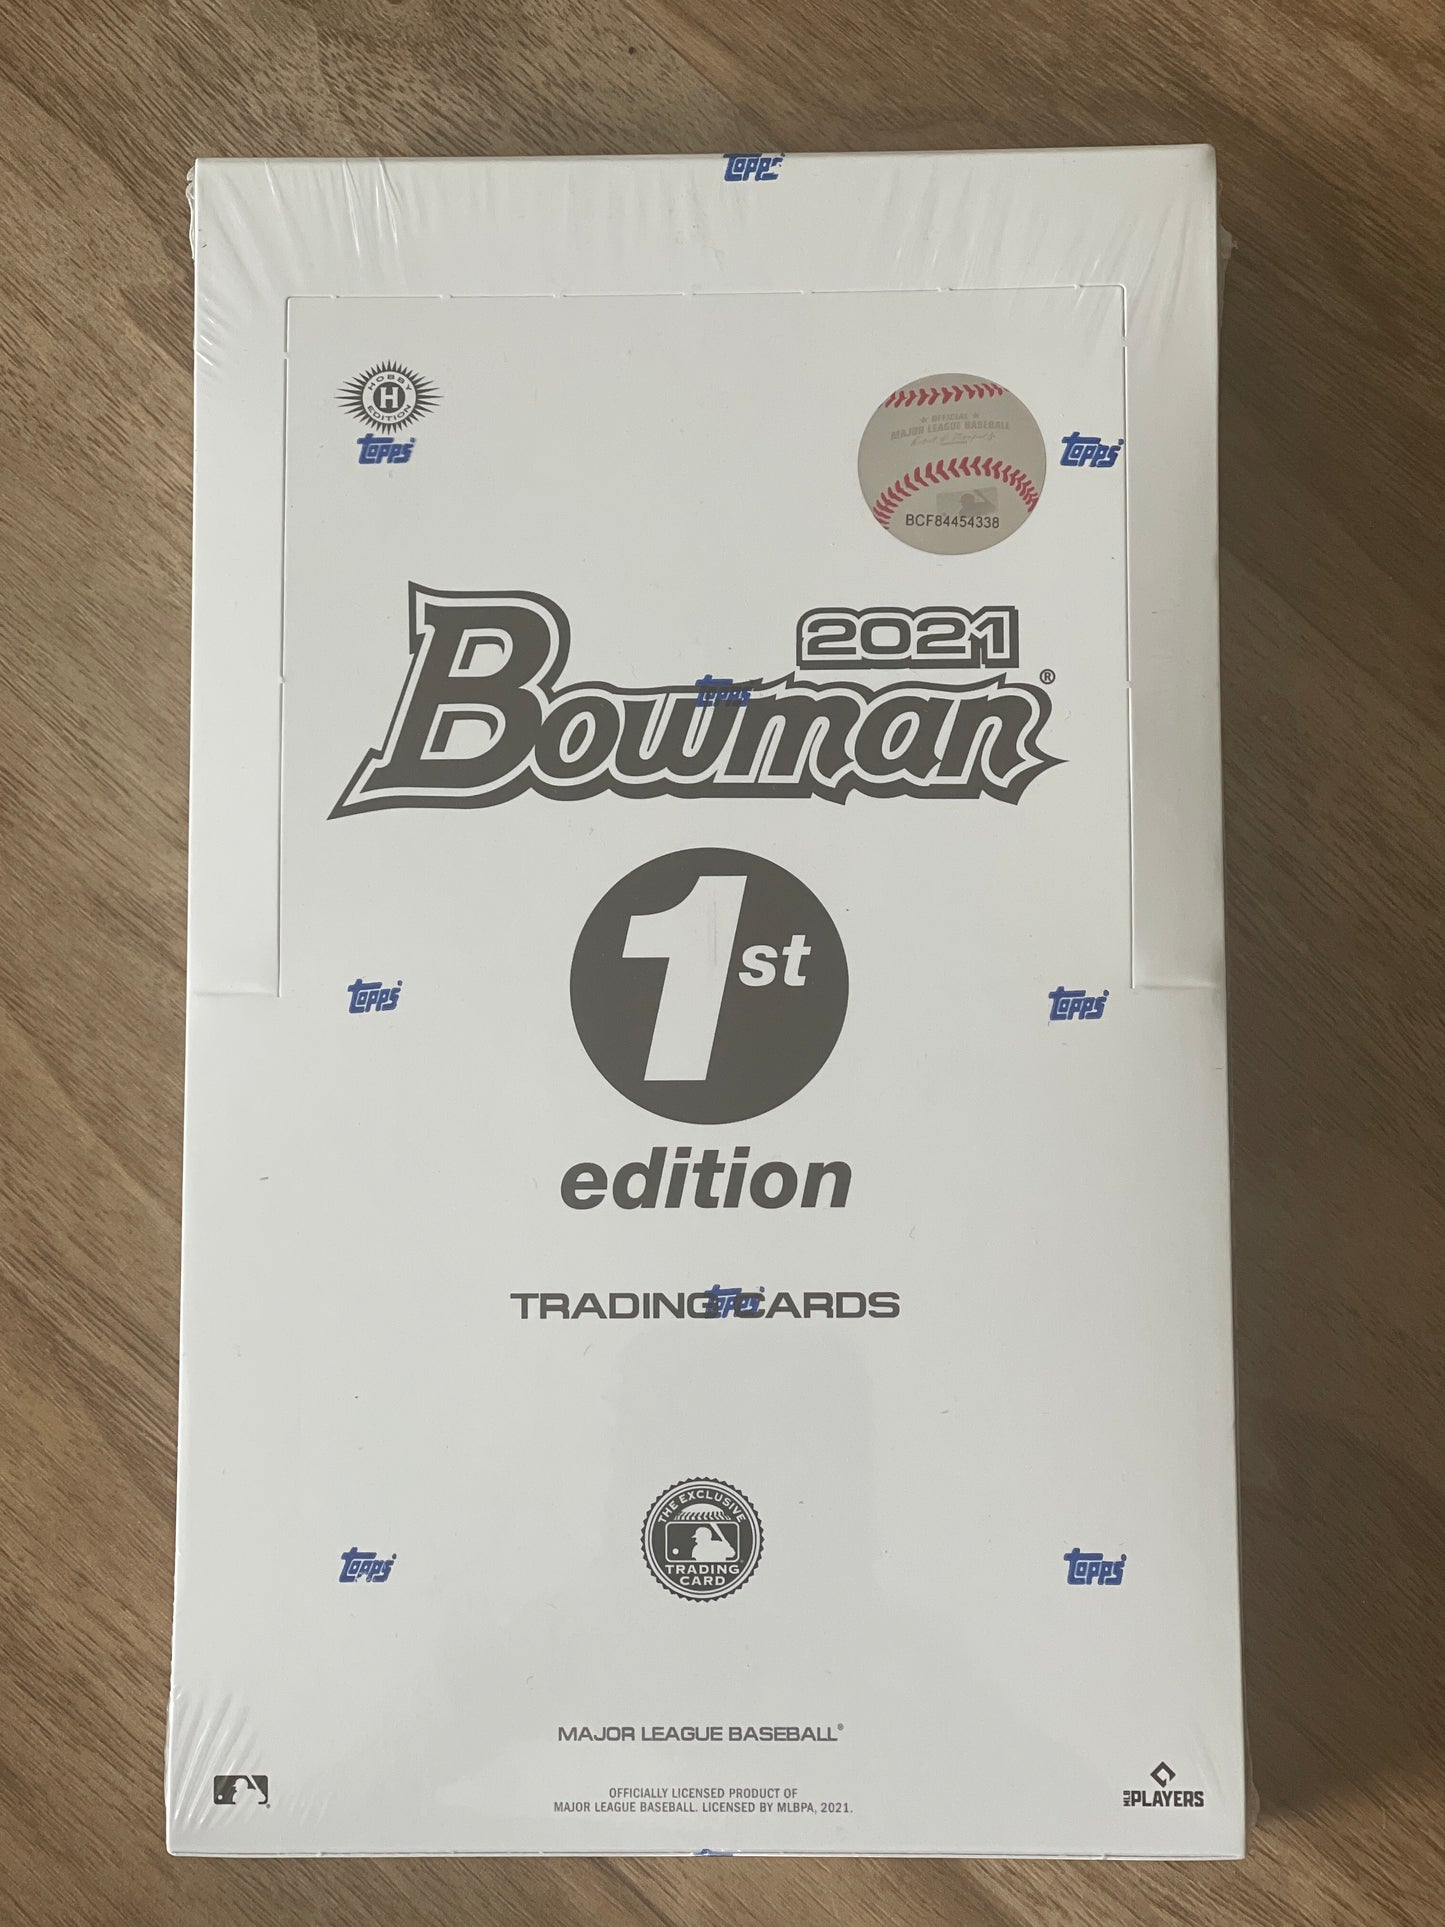 Topps
HOBBY
H
EDITION
Topps
★ OFFICIAL ★
MAJOR LEAGUE BASEBALL
BCF84454338
Topps
2021
Bowman®
Topps
1st
edition
Topps
Topps
TRADING CARDS
Topps
THE EXCLUSIVE
TRADING
CARD
Topps
Topps
MAJOR LEAGUE BASEBALL®
OFFICIALLY LICENSED PRODUCT OF
MAJOR LEAGUE BASEBALL. LICENSED BY MLBPA, 2021.
MLB PLAYERS